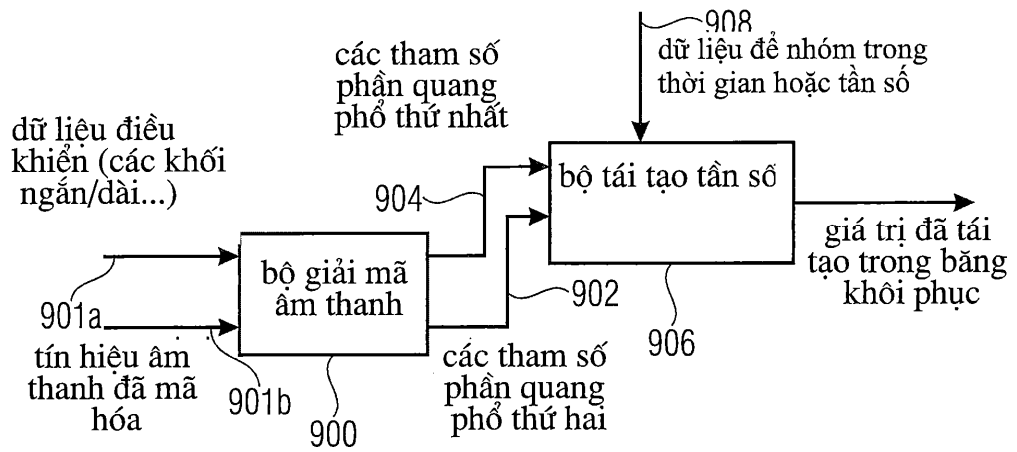 908
dữ liệu để nhóm trong
thời gian hoặc tần số
các tham số
phần quang
phổ thứ nhất
dữ liệu điều
khiển (các khối
ngắn/dài...)
904
bộ tái tạo tần số
giá trị đã tái
tạo trong băng
khôi phục
bộ giải mã
âm thanh
902
906
901a
tín hiệu âm
thanh đã mã
hóa
901b
900
các tham số
phần quang
phổ thứ hai